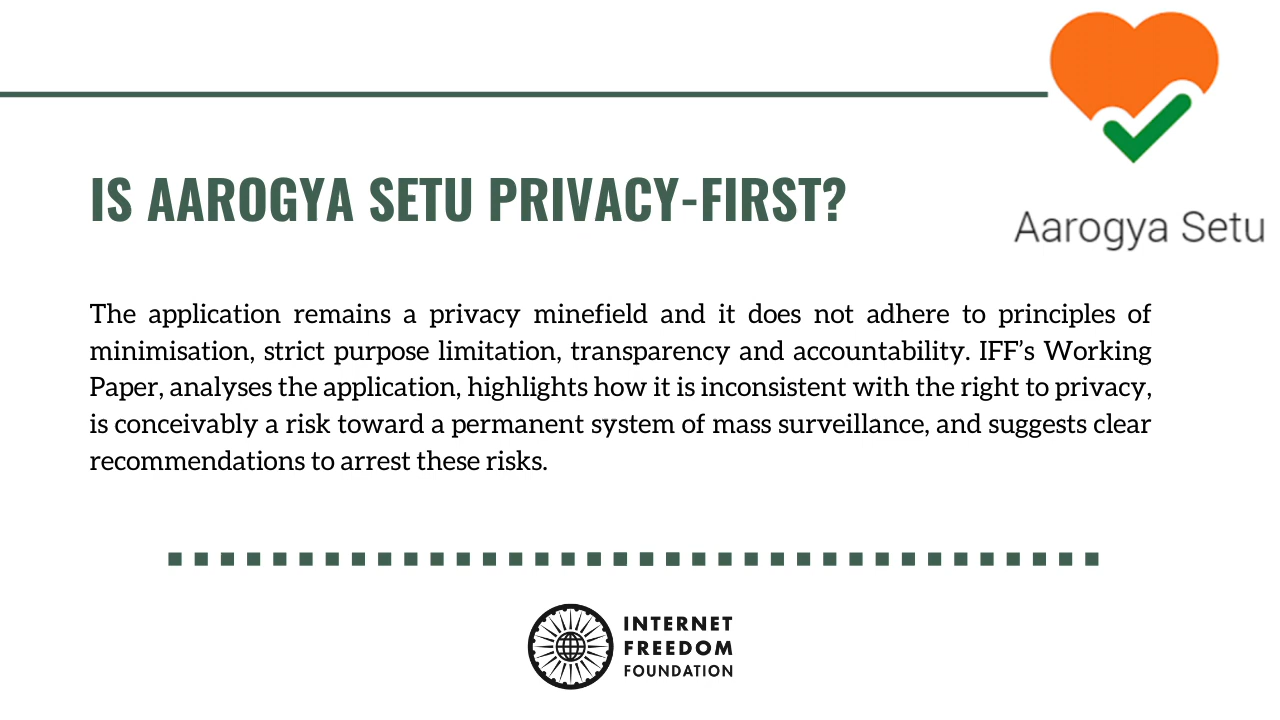 IS AAROGYA SETU PRIVACY-FIRST?
Aarogya Setu
The application remains a privacy minefield and it does not adhere to principles of
minimisation, strict purpose limitation, transparency and accountability. IFF’s Working
Paper, analyses the application, highlights how it is inconsistent with the right to privacy,
is conceivably a risk toward a permanent system of mass surveillance, and suggests clear
recommendations to arrest these risks.
INTERNET
FREEDOM
FOUNDATION